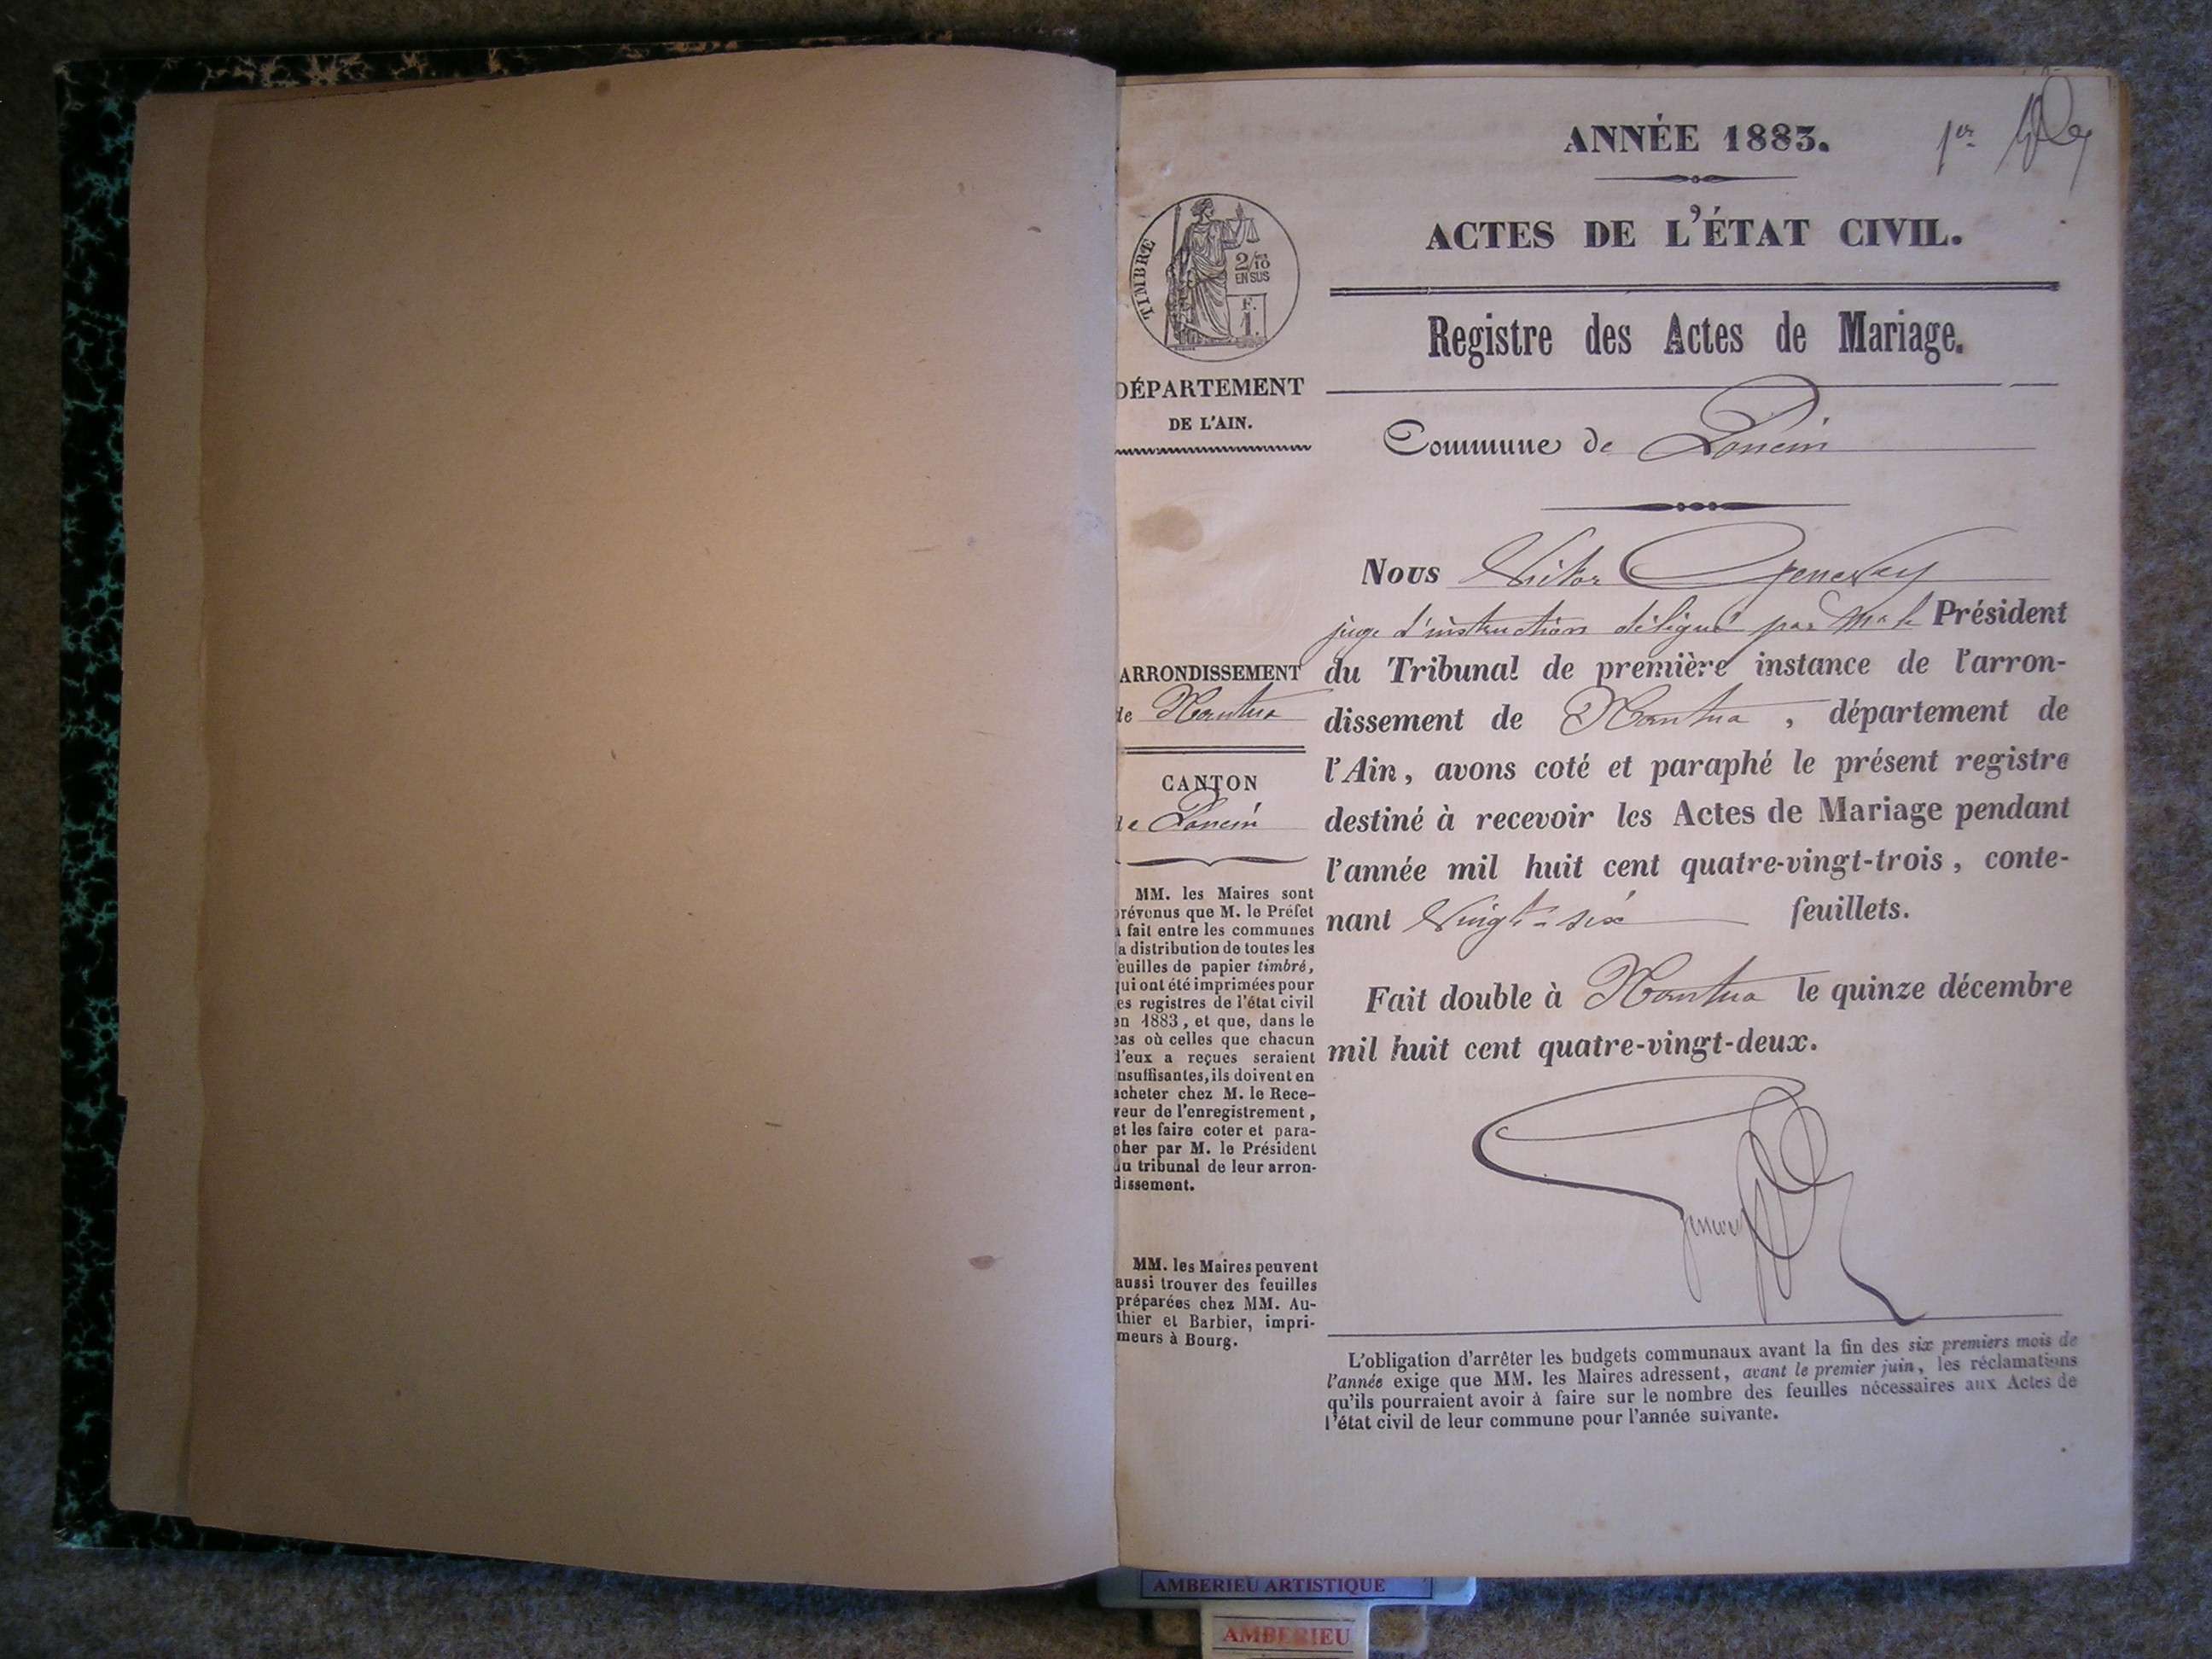 ANNÉE 1883.
1er
ACTES DE L'ÉTAT CIVIL.
Registre des Actes de Mariage.
Commune de Poncin
TIMBRE
2/10
EN SUS
F.
1.
DÉPARTEMENT
DE L'AIN.
ARRONDISSEMENT
de Nantua
CANTON
de Poncin
MM. les Maires sont
prévenus que M. le Préfet
a fait entre les communes
la distribution de toutes les
feuilles de papier timbré,
qui ont été imprimées pour
les registres de l'état civil
en 1883, et que, dans le
cas où celles que chacun
d'eux a reçues seraient
insuffisantes, ils doivent en
acheter chez M. le Rece-
veur de l'enregistrement,
et les faire coter et para-
pher par M. le Président
du tribunal de leur arron-
dissement.
MM. les Maires peuvent
aussi trouver des feuilles
préparées chez MM. Au-
thier et Barbier, impri-
meurs à Bourg.
Nous Victor Genevay
juge d'instruction délégué par Mr le Président
du Tribunal de première instance de l'arron-
dissement de Nantua, département de
l'Ain, avons coté et paraphé le présent registre
destiné à recevoir les Actes de Mariage pendant
l'année mil huit cent quatre-vingt-trois, conte-
nant Vingt-six feuillets.
Fait double à Nantua le quinze décembre
mil huit cent quatre-vingt-deux.
L'obligation d'arrêter les budgets communaux avant la fin des six premiers mois de
l'année exige que MM. les Maires adressent, avant le premier juin, les réclamations
qu'ils pourraient avoir à faire sur le nombre des feuilles nécessaires aux Actes de
l'état civil de leur commune pour l'année suivante.
AMBERIEU ARTISTIQUE
AMBERIEU